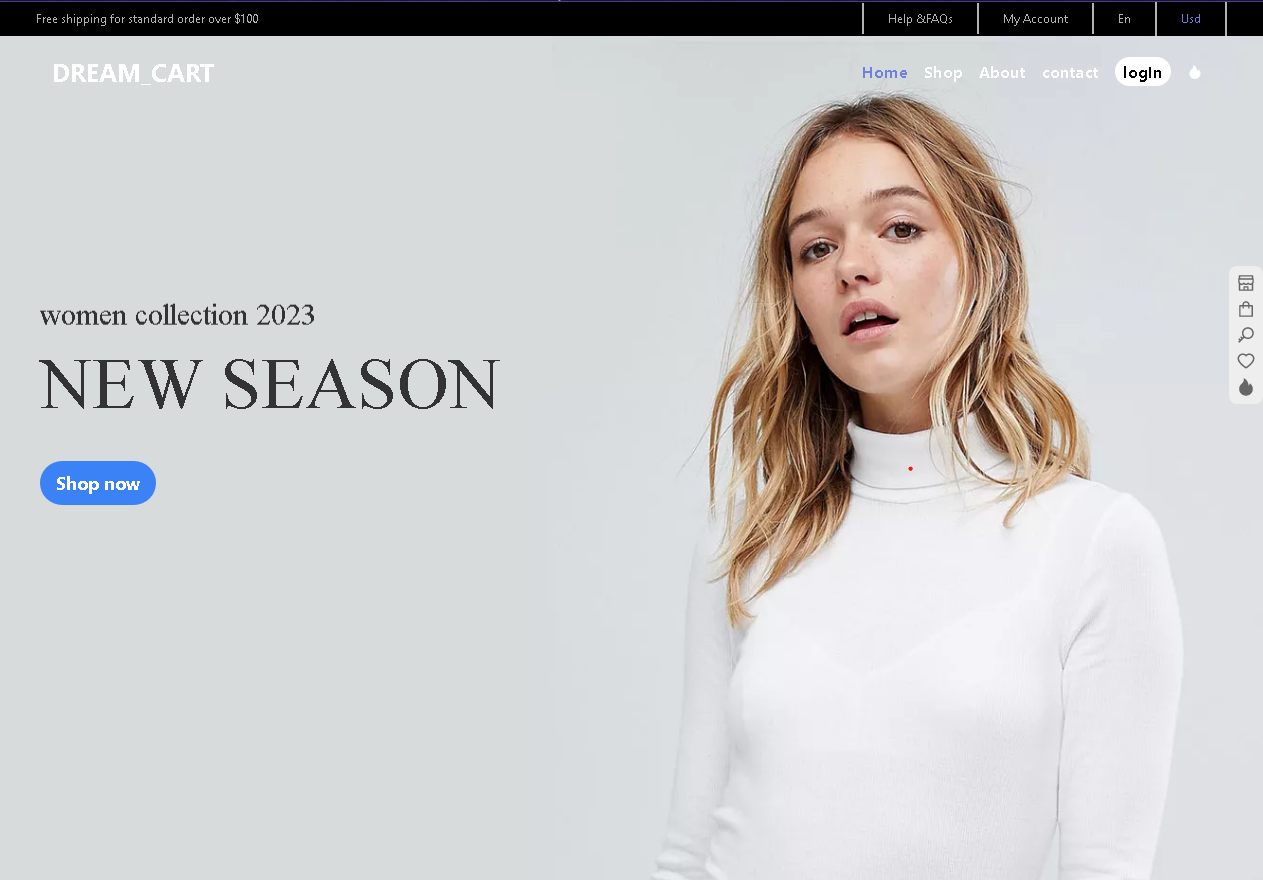 Free shipping for standard order over $100
Help &FAQs
My Account
En
Usd
DREAM_CART
Home
Shop
About
contact
logIn
women collection 2023
NEW SEASON
Shop now